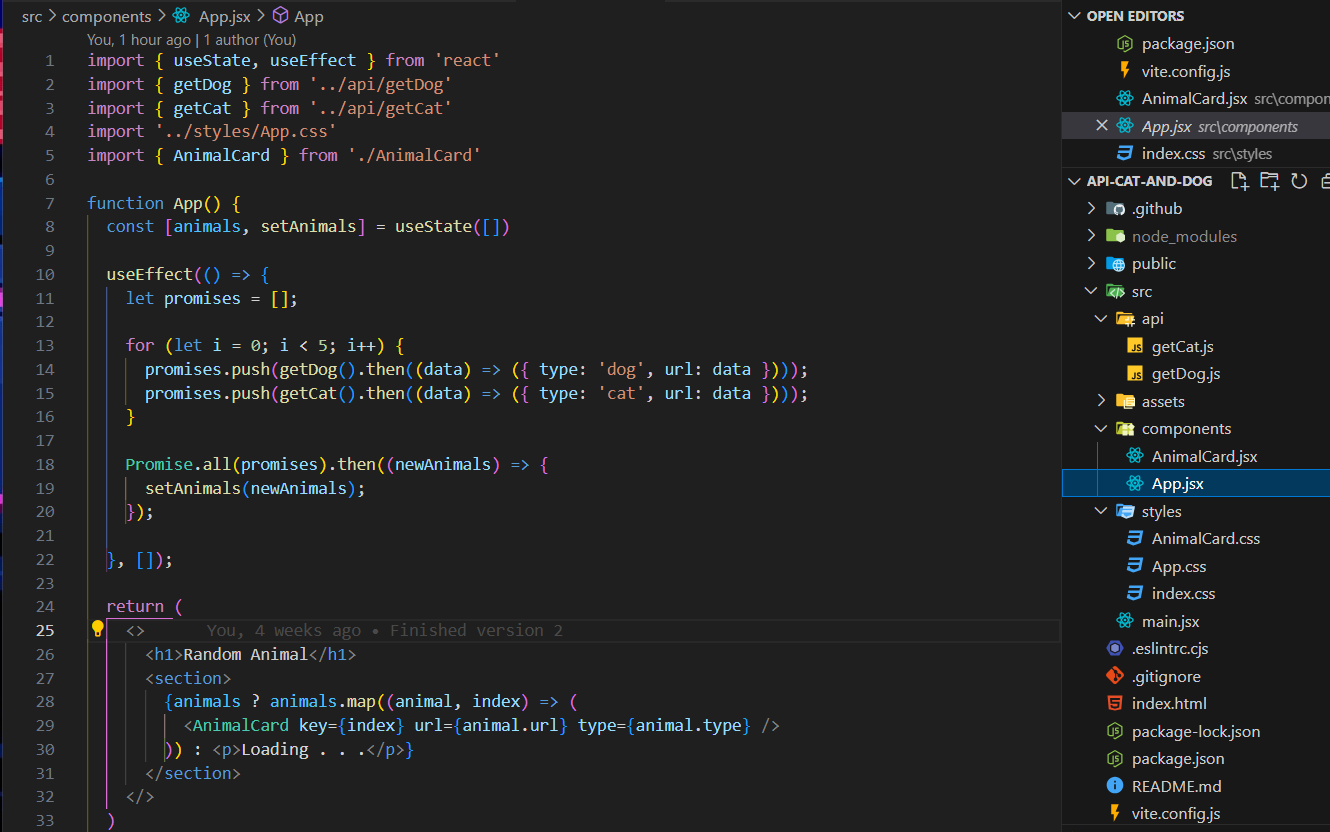 src > components > App.jsx > App
You, 1 hour ago | 1 author (You)
1 import { useState, useEffect } from 'react'
2 import { getDog } from '../api/getDog'
3 import { getCat } from '../api/getCat'
4 import '../styles/App.css'
5 import { AnimalCard } from './AnimalCard'
6
7 function App() {
8 const [animals, setAnimals] = useState([])
9
10 useEffect(() => {
11 let promises = [];
12
13 for (let i = 0; i < 5; i++) {
14 promises.push(getDog().then((data) => ({ type: 'dog', url: data })));
15 promises.push(getCat().then((data) => ({ type: 'cat', url: data })));
16 }
17
18 Promise.all(promises).then((newAnimals) => {
19 setAnimals(newAnimals);
20 });
21
22 }, []);
23
24 return (
25 <> You, 4 weeks ago • Finished version 2
26 <h1>Random Animal</h1>
27 <section>
28 {animals ? animals.map((animal, index) => (
29 <AnimalCard key={index} url={animal.url} type={animal.type} />
30 )) : <p>Loading . . .</p>}
31 </section>
32 </>
33 )
OPEN EDITORS
package.json
vite.config.js
AnimalCard.jsx src\compon
App.jsx src\components
index.css src\styles
API-CAT-AND-DOG
.github
node_modules
public
src
api
JS getCat.js
JS getDog.js
assets
components
AnimalCard.jsx
App.jsx
styles
AnimalCard.css
App.css
index.css
main.jsx
.eslintrc.cjs
.gitignore
index.html
package-lock.json
package.json
README.md
vite.config.js